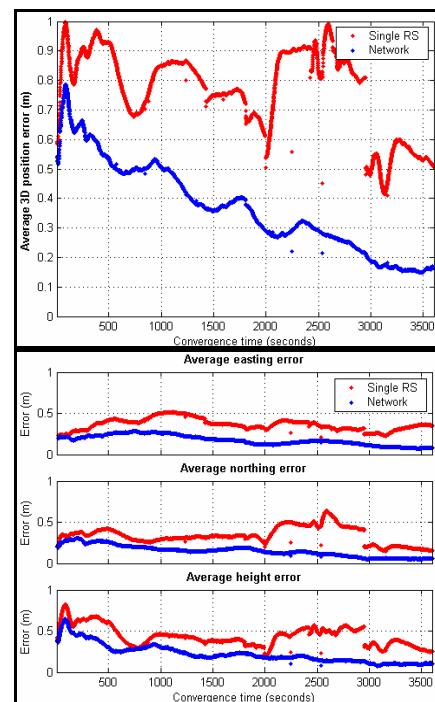 Average 3D position error (m)
1
0.9
0.8
0.7
0.6
0.5
0.4
0.3
0.2
0.1
0
Single RS
Network
500 1000 1500 2000 2500 3000 3500
Convergence time (seconds)
Average easting error
Error (m)
1
0.5
0
Single RS
Network
Average northing error
Error (m)
1
0.5
0
Average height error
Error (m)
1
0.5
0
500 1000 1500 2000 2500 3000 3500
Convergence time (seconds)